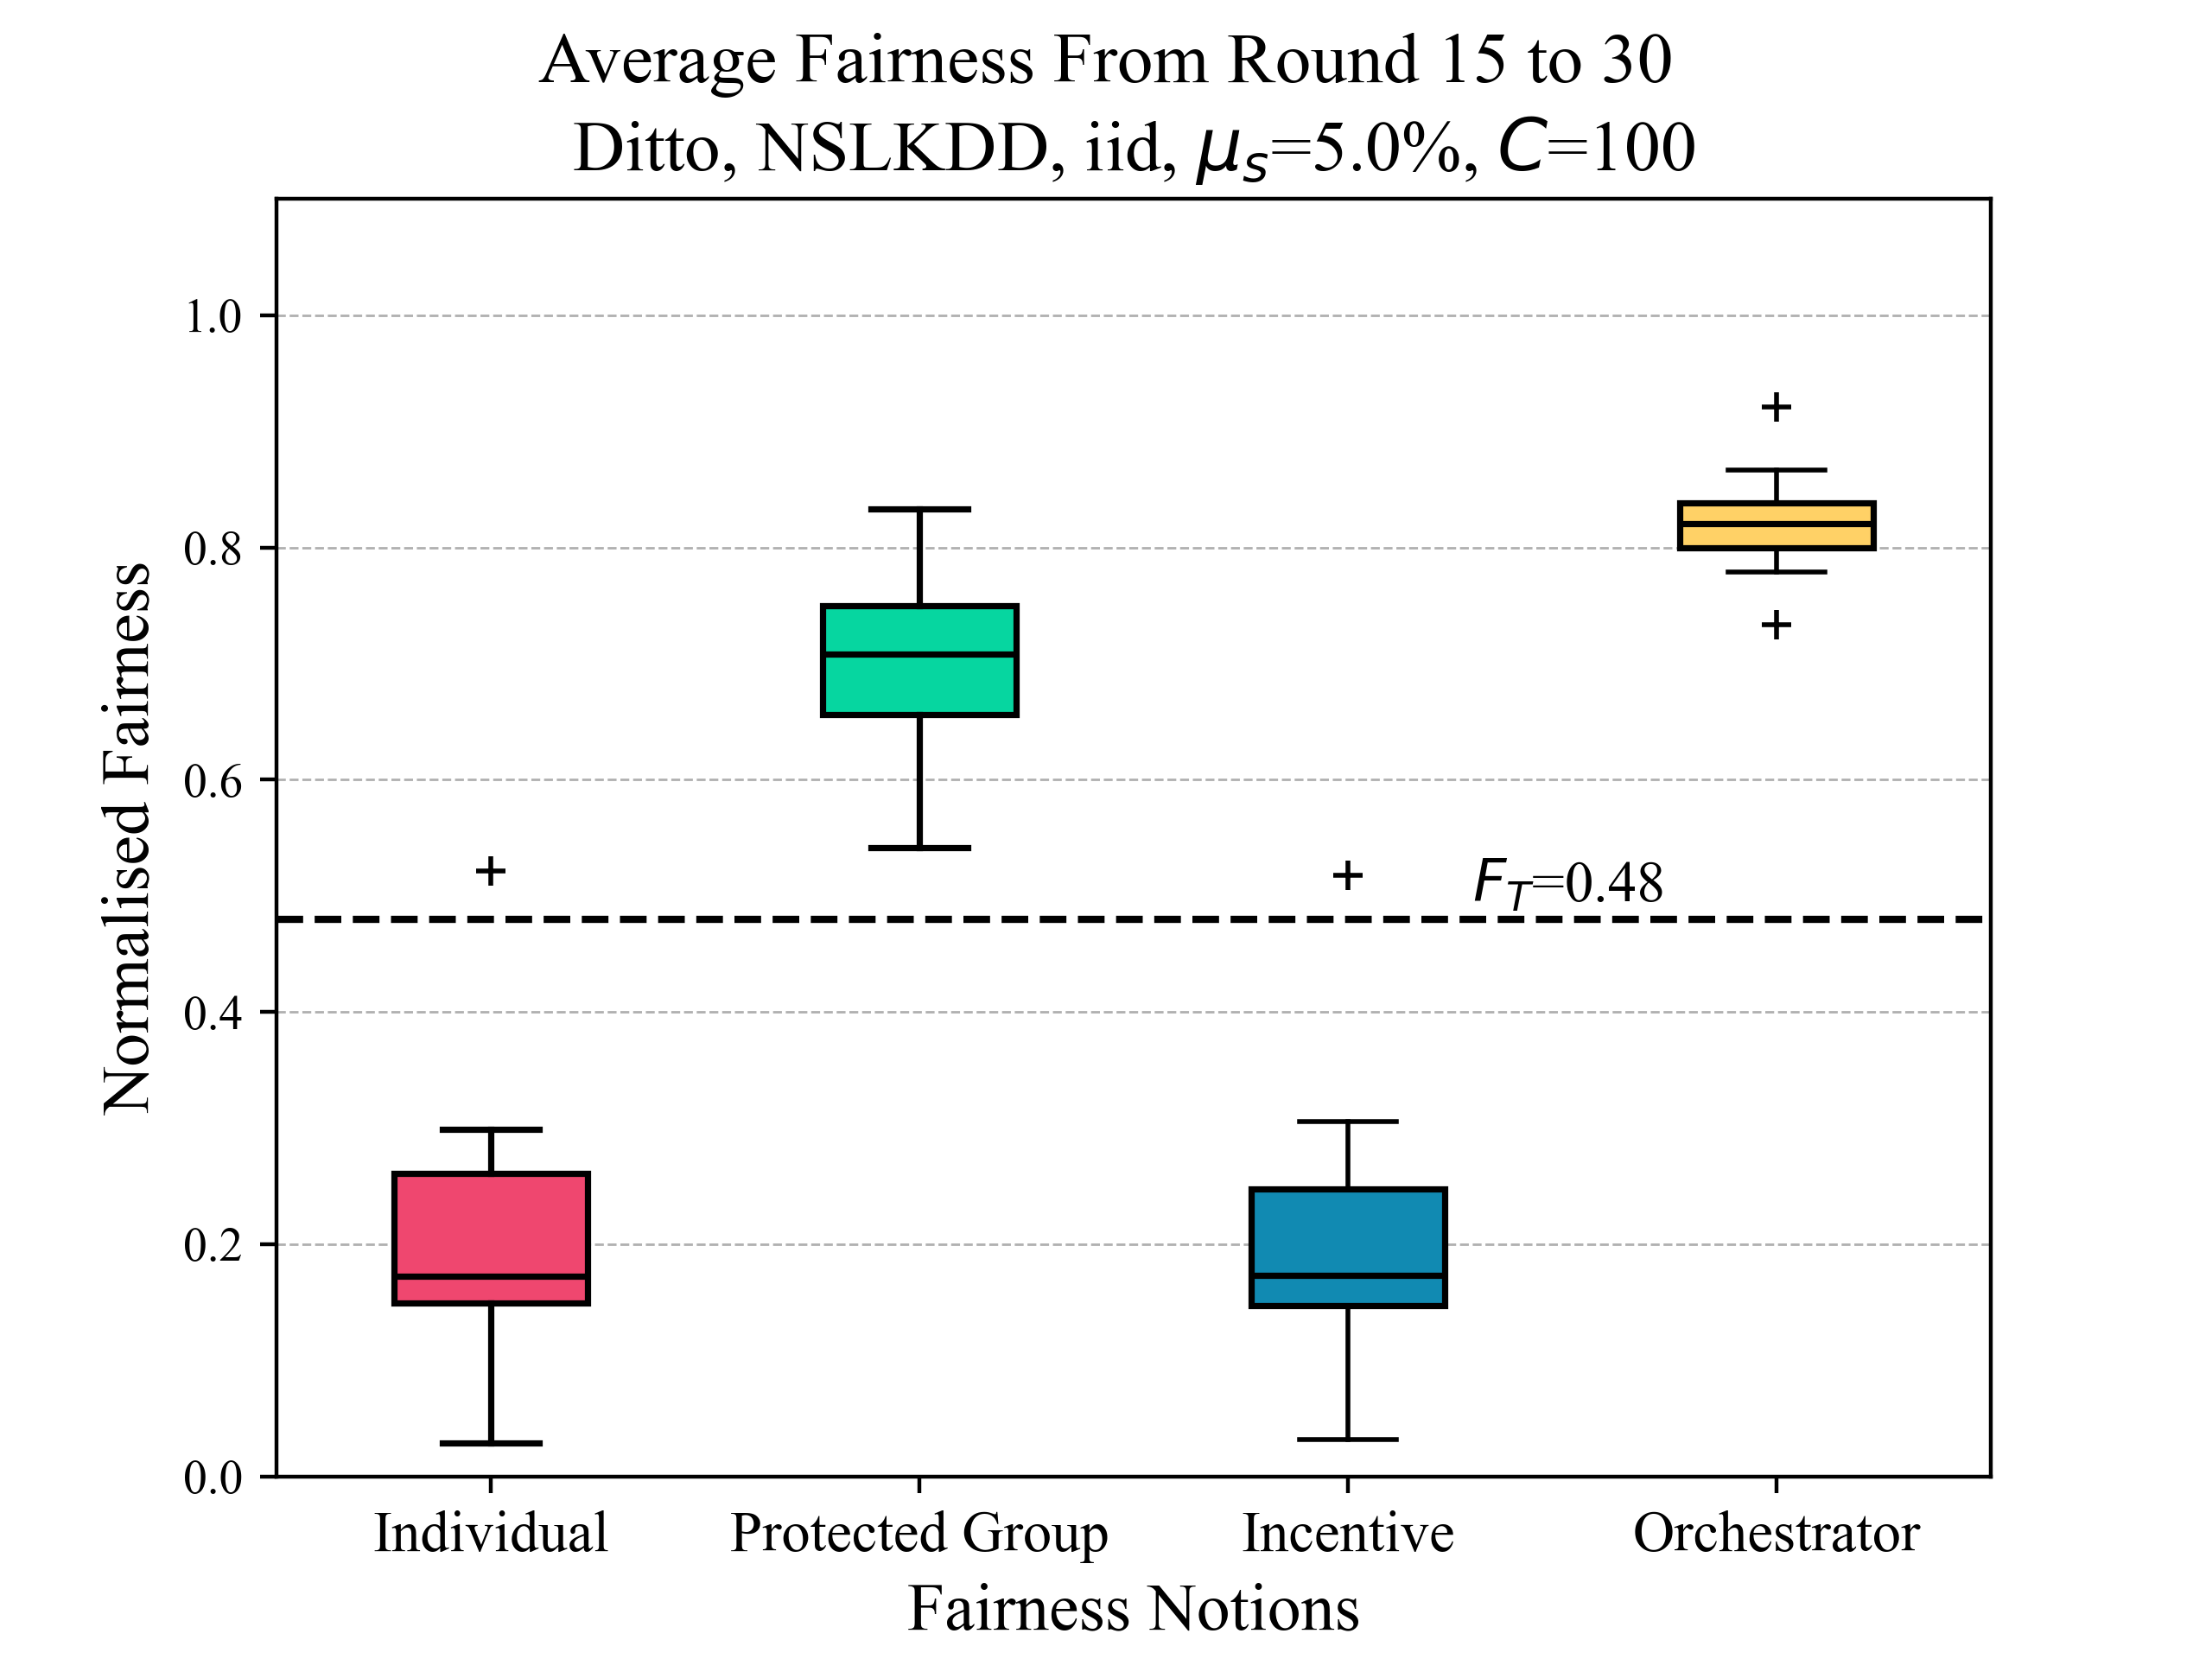 Average Fairness From Round 15 to 30
Ditto, NSLKDD, iid, μₛ=5.0%, C=100
Normalised Fairness
1.0
0.8
0.6
0.4
0.2
0.0
F_T=0.48
Individual
Protected Group
Incentive
Orchestrator
Fairness Notions